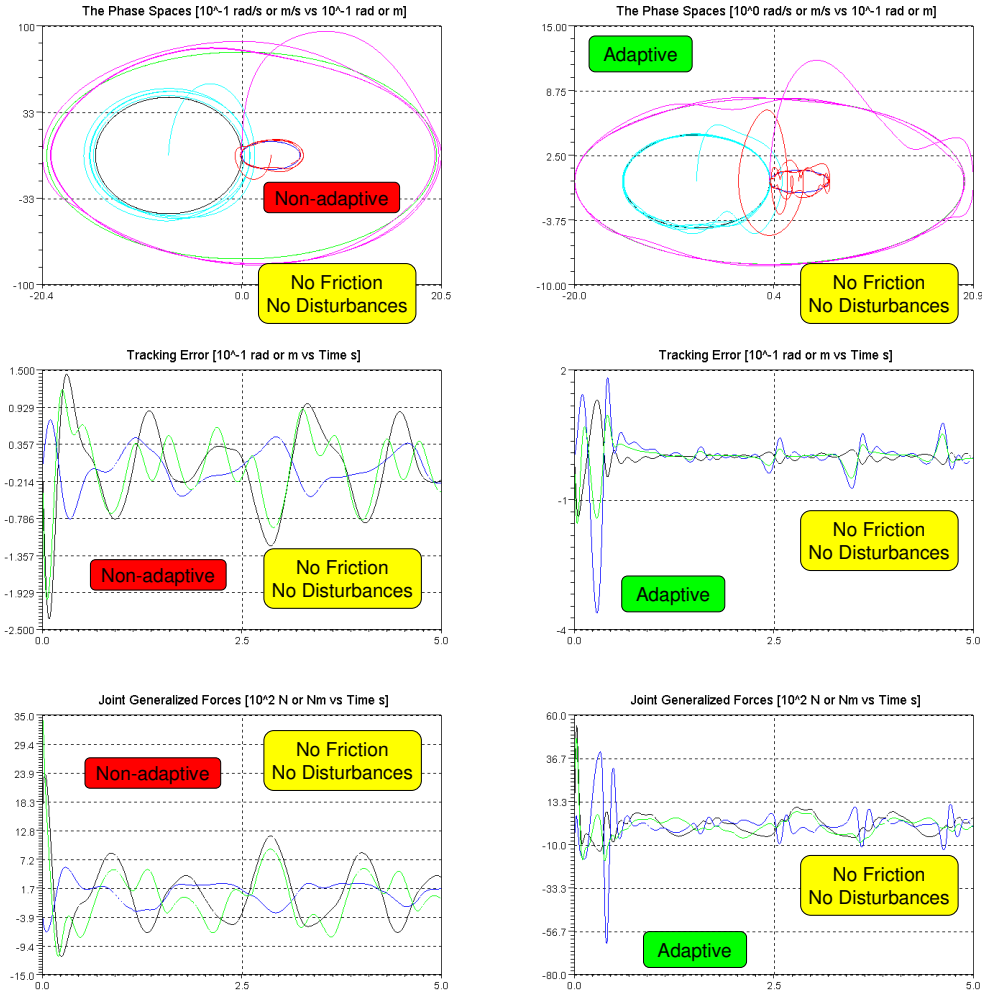 The Phase Spaces [10^-1 rad/s or m/s vs 10^-1 rad or m]
100
33
-33
-100
-20.4
0.0
20.5
Non-adaptive
No Friction
No Disturbances
The Phase Spaces [10^0 rad/s or m/s vs 10^-1 rad or m]
15.00
8.75
2.50
-3.75
-10.00
-20.0
0.4
20.9
Adaptive
No Friction
No Disturbances
Tracking Error [10^-1 rad or m vs Time s]
1.500
0.929
0.357
-0.214
-0.786
-1.357
-1.929
-2.500
0.0
2.5
5.0
Non-adaptive
No Friction
No Disturbances
Tracking Error [10^-1 rad or m vs Time s]
2
-1
-4
0.0
2.5
5.0
No Friction
No Disturbances
Adaptive
Joint Generalized Forces [10^2 N or Nm vs Time s]
35.0
29.4
23.9
18.3
12.8
7.2
1.7
-3.9
-9.4
-15.0
0.0
2.5
5.0
Non-adaptive
No Friction
No Disturbances
Joint Generalized Forces [10^2 N or Nm vs Time s]
60.0
36.7
13.3
-10.0
-33.3
-56.7
-80.0
0.0
2.5
5.0
No Friction
No Disturbances
Adaptive